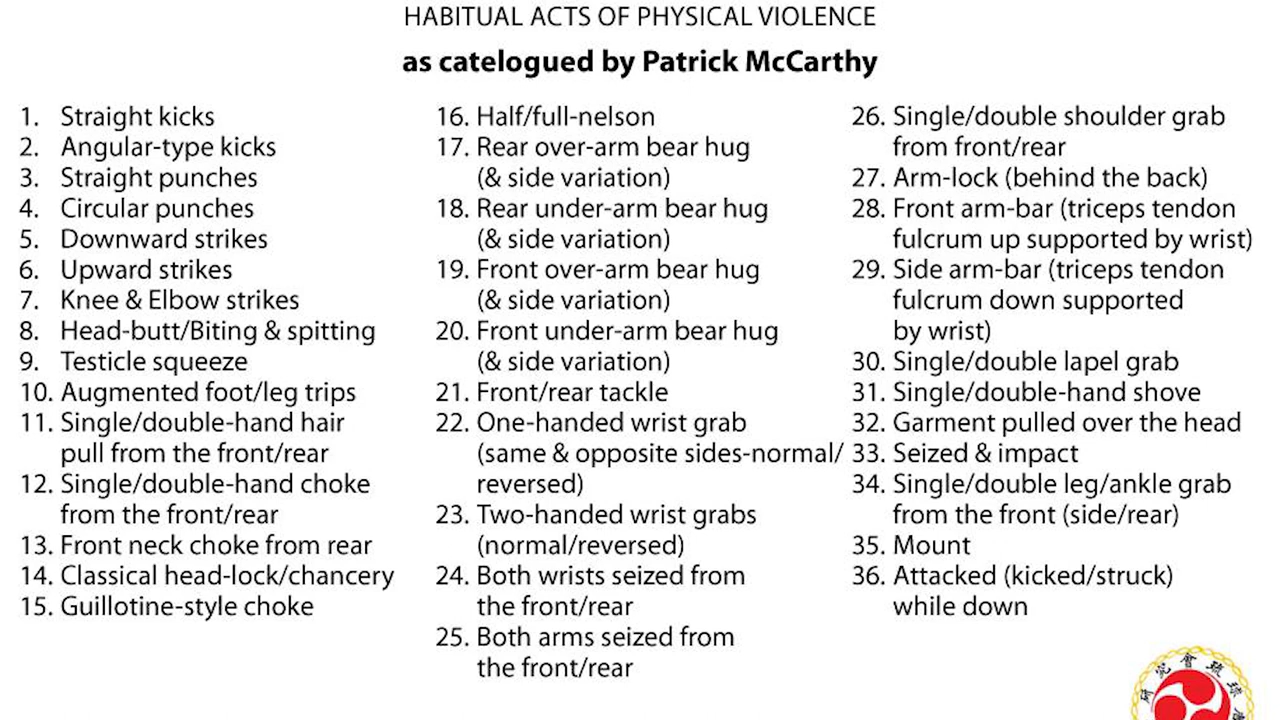 HABITUAL ACTS OF PHYSICAL VIOLENCE
as catelogued by Patrick McCarthy
1. Straight kicks
2. Angular-type kicks
3. Straight punches
4. Circular punches
5. Downward strikes
6. Upward strikes
7. Knee & Elbow strikes
8. Head-butt/Biting & spitting
9. Testicle squeeze
10. Augmented foot/leg trips
11. Single/double-hand hair
pull from the front/rear
12. Single/double-hand choke
from the front/rear
13. Front neck choke from rear
14. Classical head-lock/chancery
15. Guillotine-style choke
16. Half/full-nelson
17. Rear over-arm bear hug
(& side variation)
18. Rear under-arm bear hug
(& side variation)
19. Front over-arm bear hug
(& side variation)
20. Front under-arm bear hug
(& side variation)
21. Front/rear tackle
22. One-handed wrist grab
(same & opposite sides-normal/
reversed)
23. Two-handed wrist grabs
(normal/reversed)
24. Both wrists seized from
the front/rear
25. Both arms seized from
the front/rear
26. Single/double shoulder grab
from front/rear
27. Arm-lock (behind the back)
28. Front arm-bar (triceps tendon
fulcrum up supported by wrist)
29. Side arm-bar (triceps tendon
fulcrum down supported
by wrist)
30. Single/double lapel grab
31. Single/double-hand shove
32. Garment pulled over the head
33. Seized & impact
34. Single/double leg/ankle grab
from the front (side/rear)
35. Mount
36. Attacked (kicked/struck)
while down
研究會琉球